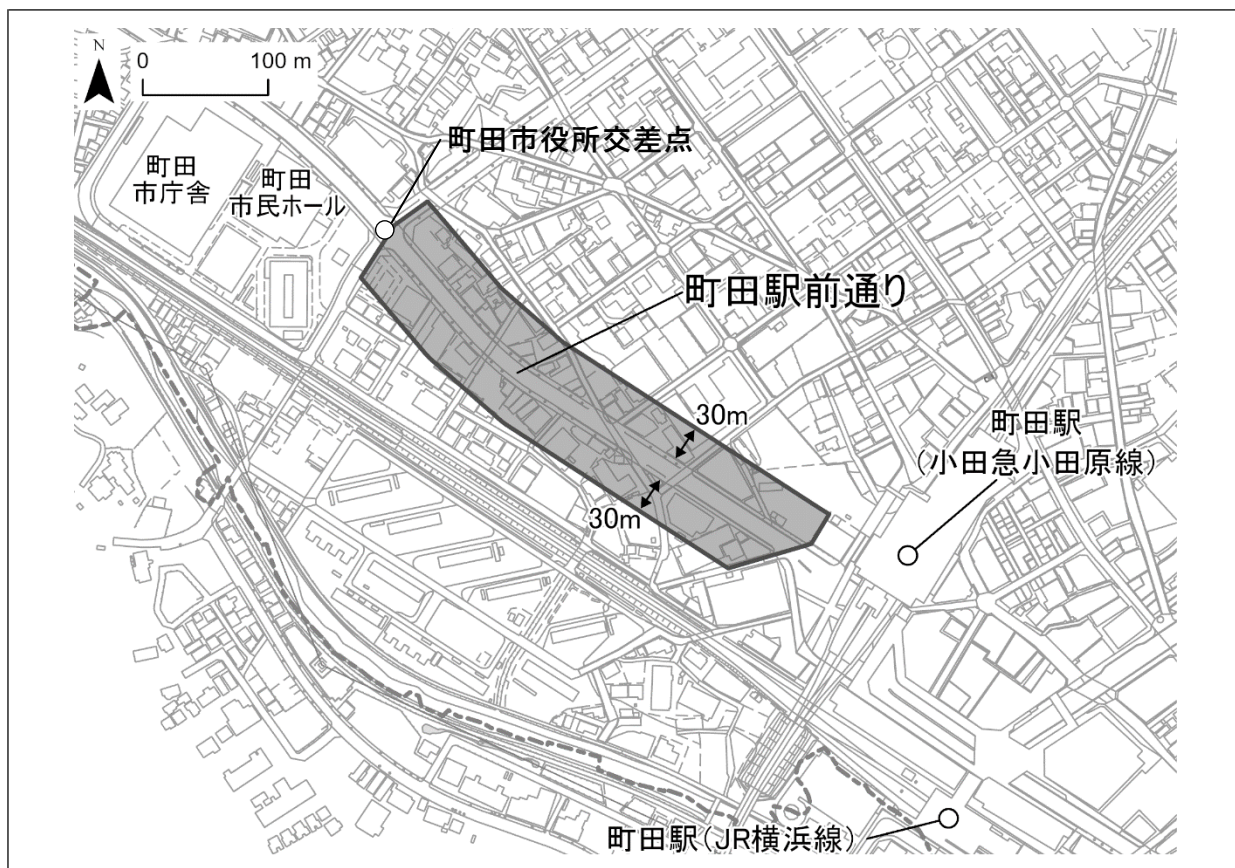 N
0 100 m
町田市役所交差点
町田
市庁舎
町田
市民ホール
町田駅前通り
30m
30m
町田駅
（小田急小田原線）
町田駅（JR横浜線）